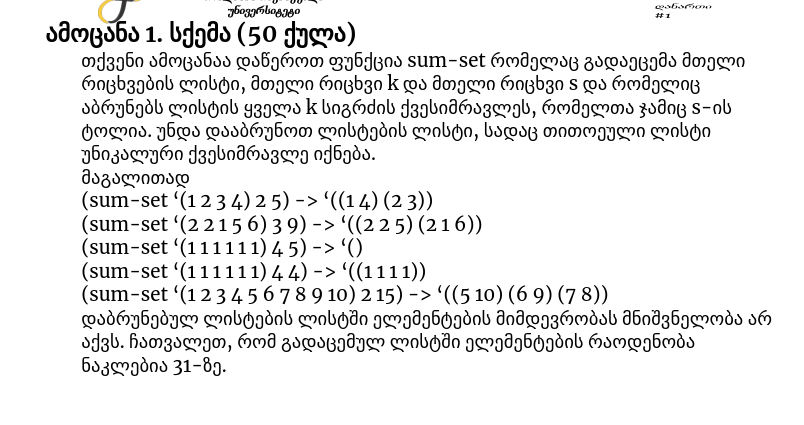 უნივერსიტეტი
დანართი
#1
ამოცანა 1. სქემა (50 ქულა)
თქვენი ამოცანაა დაწეროთ ფუნქცია sum-set რომელაც გადაეცემა მთელი
რიცხვების ლისტი, მთელი რიცხვი k და მთელი რიცხვი s და რომელიც
აბრუნებს ლისტის ყველა k სიგრძის ქვესიმრავლეს, რომელთა ჯამიც s-ის
ტოლია. უნდა დააბრუნოთ ლისტების ლისტი, სადაც თითოეული ლისტი
უნიკალური ქვესიმრავლე იქნება.
მაგალითად
(sum-set ‘(1 2 3 4) 2 5) -> ‘((1 4) (2 3))
(sum-set ‘(2 2 1 5 6) 3 9) -> ‘((2 2 5) (2 1 6))
(sum-set ‘(1 1 1 1 1 1) 4 5) -> ‘()
(sum-set ‘(1 1 1 1 1 1) 4 4) -> ‘((1 1 1 1))
(sum-set ‘(1 2 3 4 5 6 7 8 9 10) 2 15) -> ‘((5 10) (6 9) (7 8))
დაბრუნებულ ლისტების ლისტში ელემენტების მიმდევრობას მნიშვნელობა არ
აქვს. ჩათვალეთ, რომ გადაცემულ ლისტში ელემენტების რაოდენობა
ნაკლებია 31-ზე.